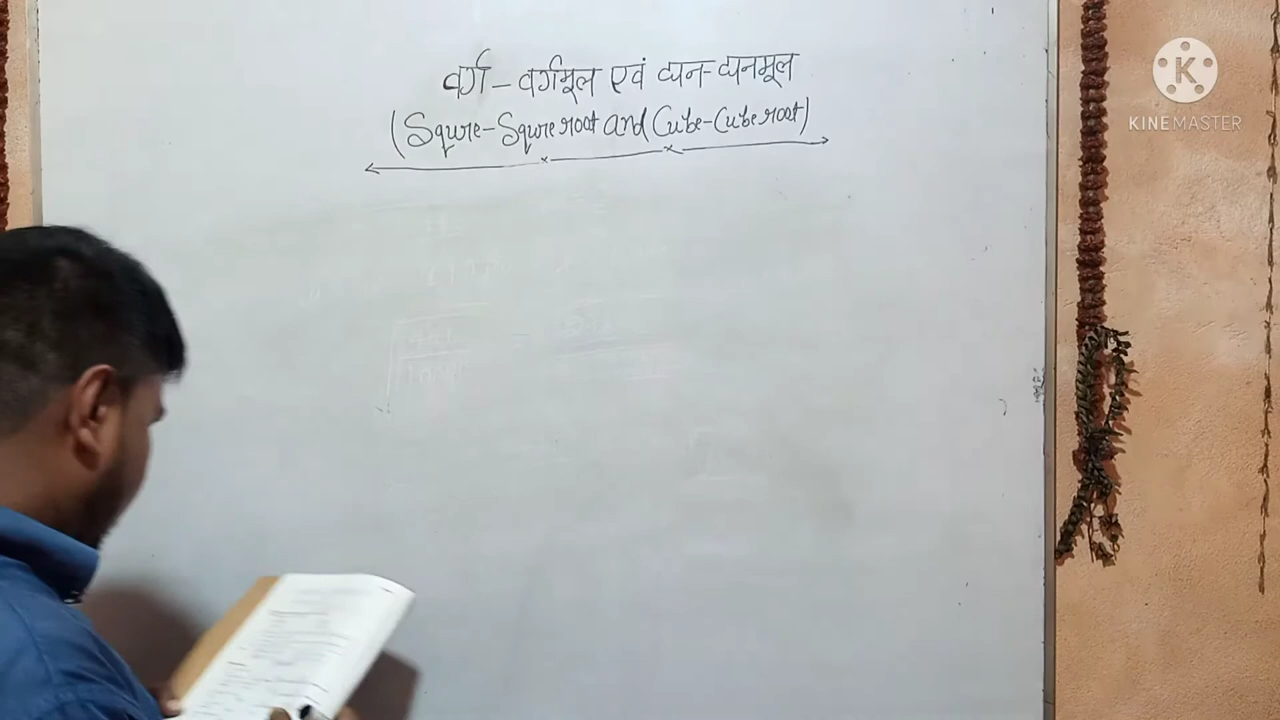 वर्ग - वर्गमूल एवं घन-घनमूल
(Squre-Squre root and Cube-Cube root)
K
KINEMASTER